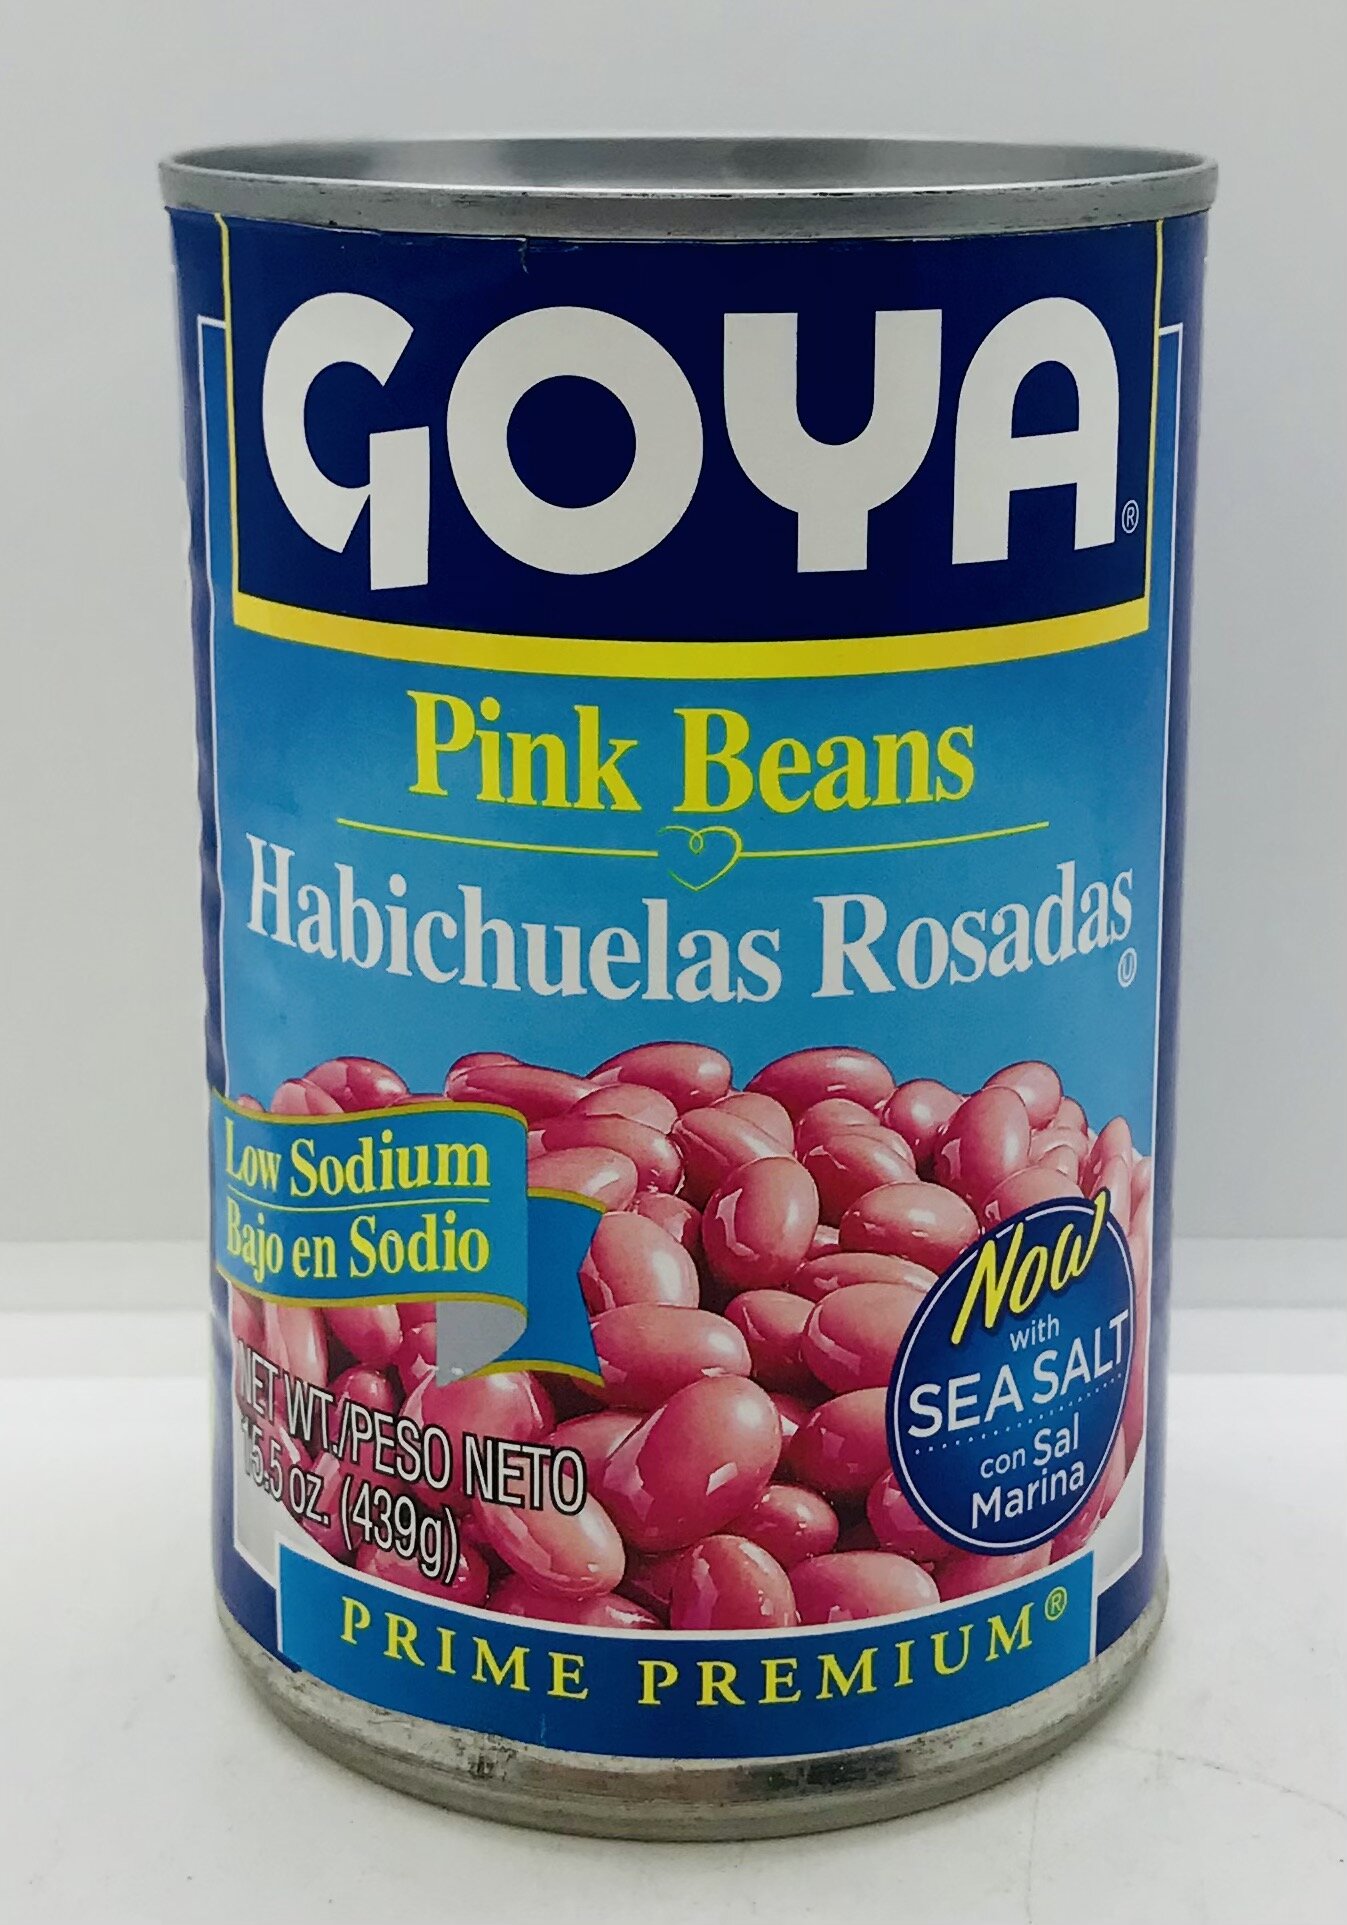 GOYA®
Pink Beans
Habichuelas Rosadas
Ⓤ
Low Sodium
Bajo en Sodio
Now
with
SEA SALT
con Sal
Marina
NET WT./PESO NETO
15.5 oz. (439g)
PRIME PREMIUM®